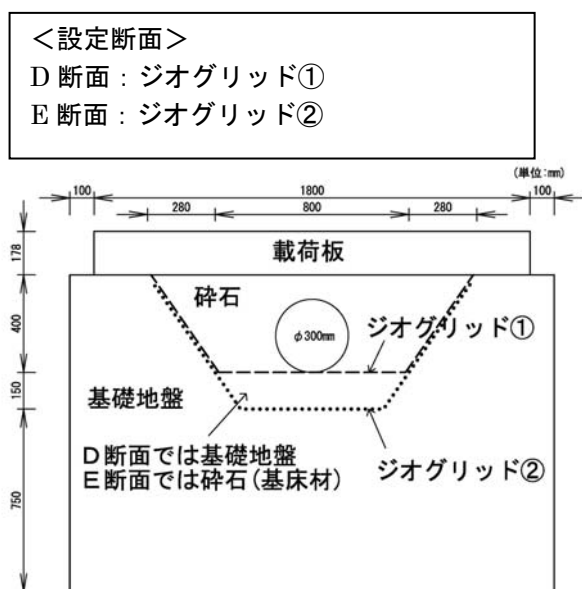 ＜設定断面＞
D 断面：ジオグリッド①
E 断面：ジオグリッド②
(単位:mm)
100
1800
100
280
800
280
178
載荷板
400
砕石
φ300mm
ジオグリッド①
150
基礎地盤
D断面では基礎地盤
E断面では砕石(基床材)
ジオグリッド②
750